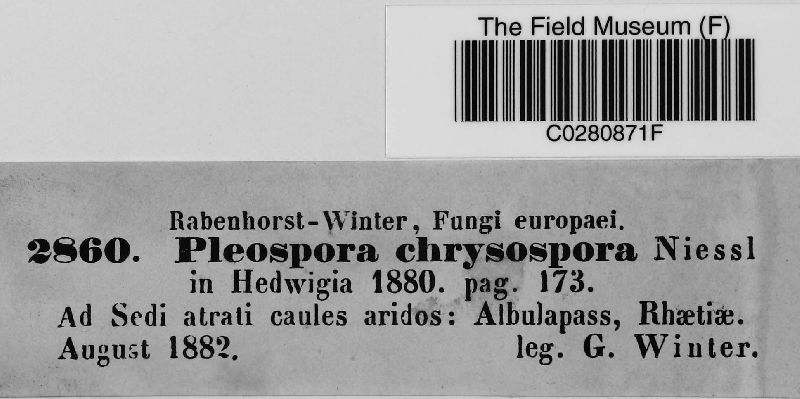 The Field Museum (F)
C0280871F
Rabenhorst-Winter, Fungi europaei.
2860. Pleospora chrysospora Niessl
in Hedwigia 1880. pag. 173.
Ad Sedi atrati caules aridos: Albulapass, Rhætiæ.
August 1882. leg. G. Winter.